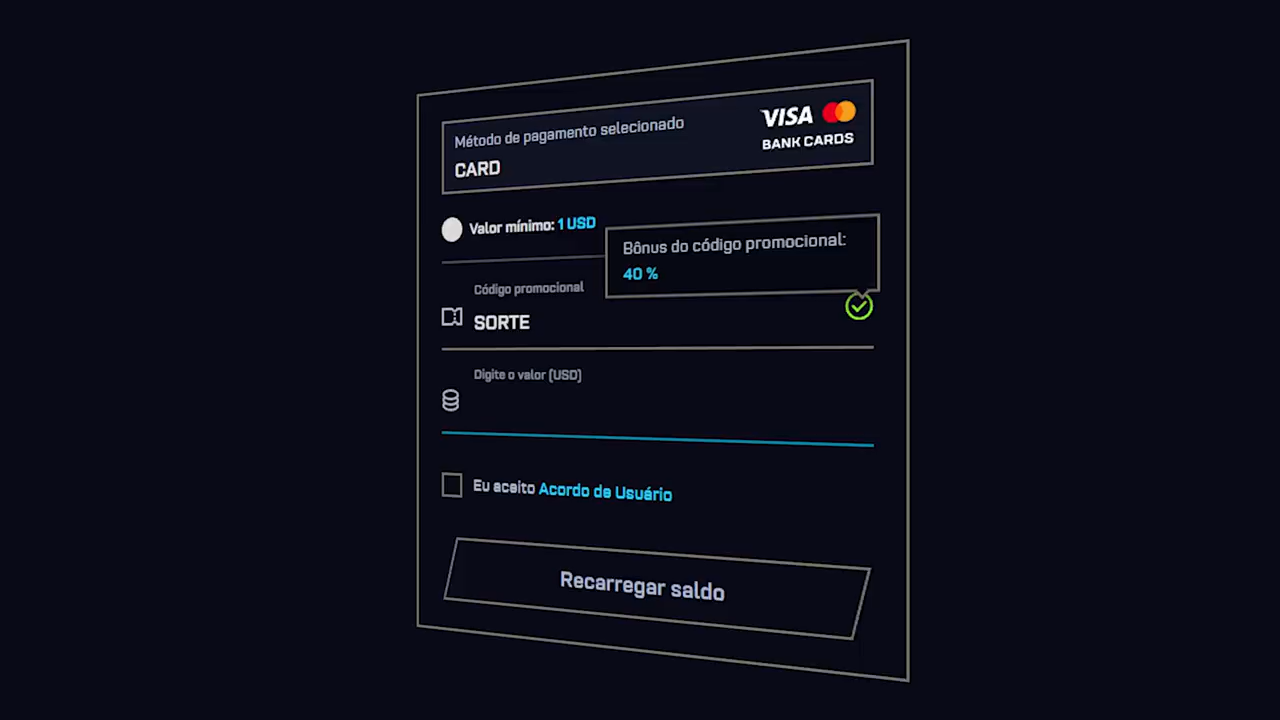 Método de pagamento selecionado
CARD
VISA
BANK CARDS
Valor mínimo: 1 USD
Bônus do código promocional:
40 %
Código promocional
SORTE
Digite o valor (USD)
Eu aceito Acordo de Usuário
Recarregar saldo